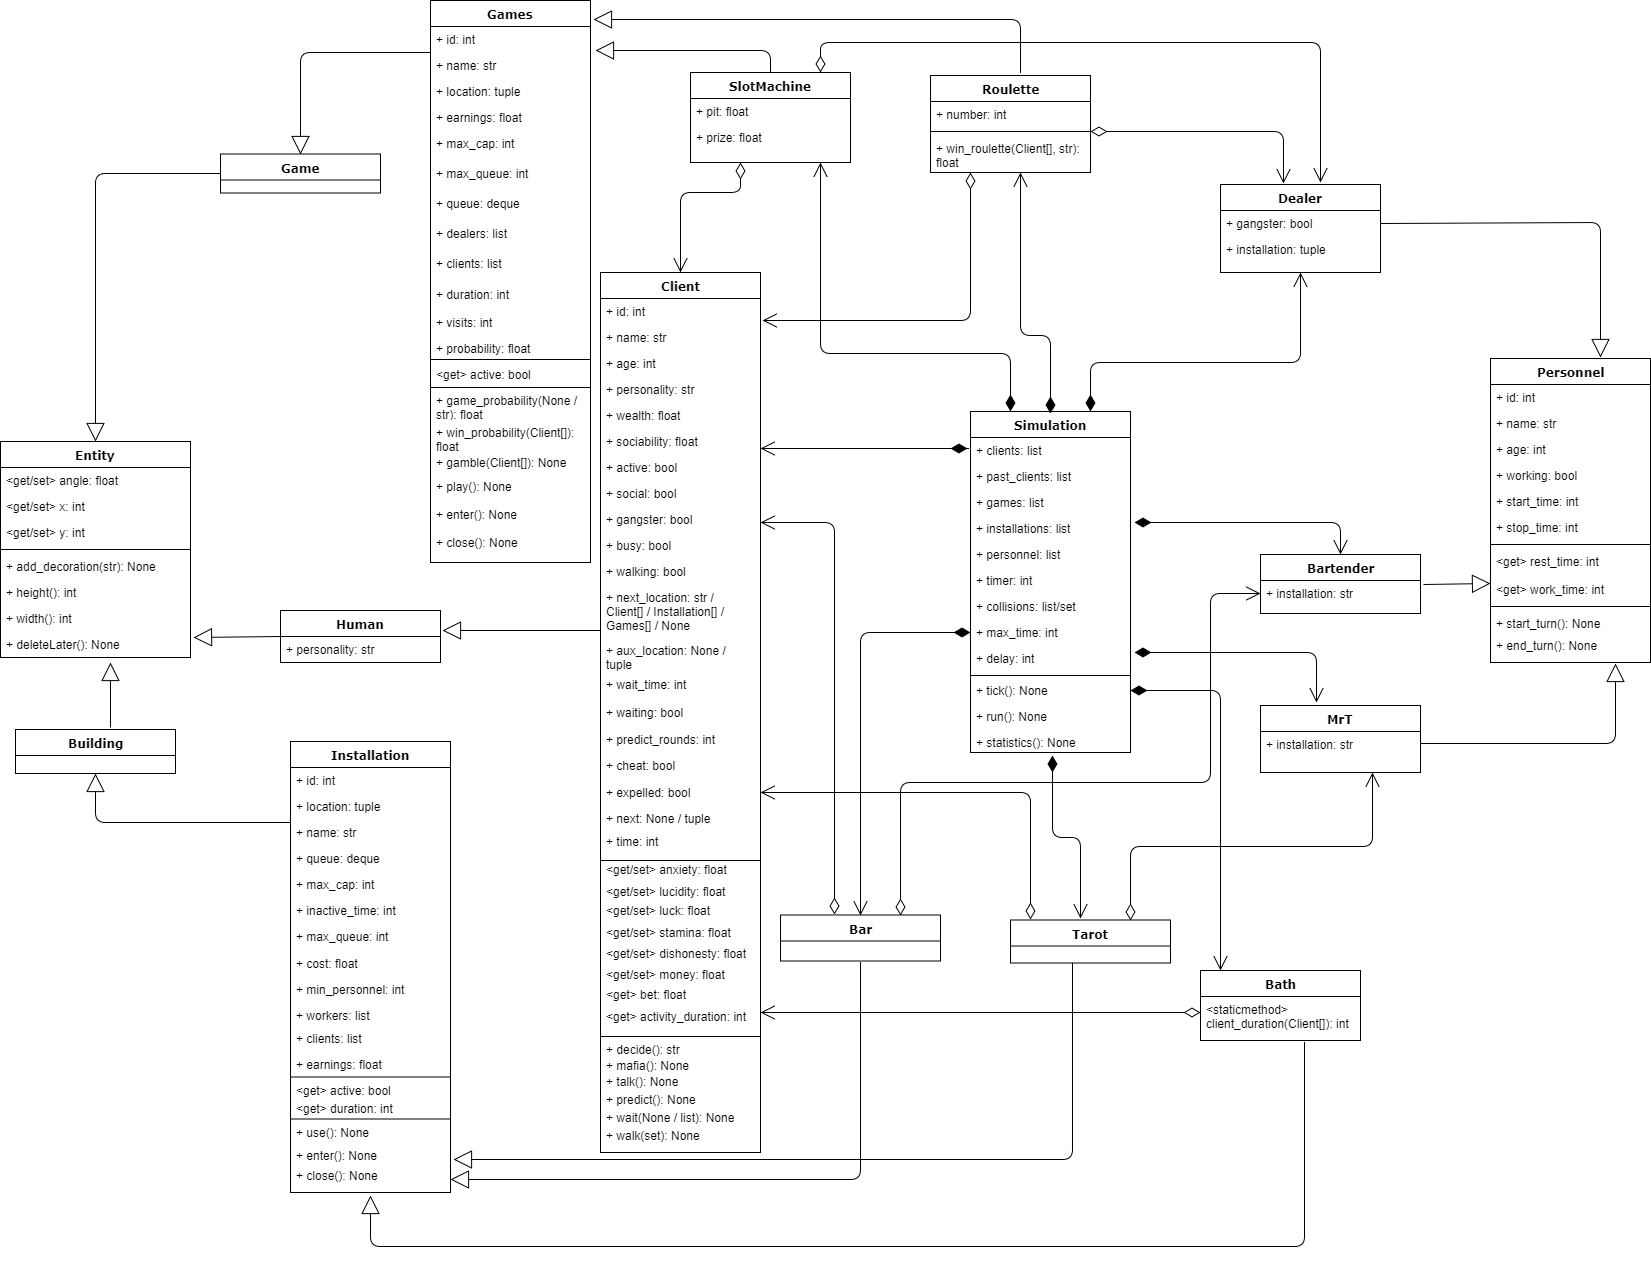 Games
+ id: int
+ name: str
+ location: tuple
+ earnings: float
+ max_cap: int
+ max_queue: int
+ queue: deque
+ dealers: list
+ clients: list
+ duration: int
+ visits: int
+ probability: float
<get> active: bool
+ game_probability(None /
str): float
+ win_probability(Client[]):
float
+ gamble(Client[]): None
+ play(): None
+ enter(): None
+ close(): None
SlotMachine
+ pit: float
+ prize: float
Roulette
+ number: int
+ win_roulette(Client[], str):
float
Game
Dealer
+ gangster: bool
+ installation: tuple
Client
+ id: int
+ name: str
+ age: int
+ personality: str
+ wealth: float
+ sociability: float
+ active: bool
+ social: bool
+ gangster: bool
+ busy: bool
+ walking: bool
+ next_location: str /
Client[] / Installation[] /
Games[] / None
+ aux_location: None /
tuple
+ wait_time: int
+ waiting: bool
+ predict_rounds: int
+ cheat: bool
+ expelled: bool
+ next: None / tuple
+ time: int
<get/set> anxiety: float
<get/set> lucidity: float
<get/set> luck: float
<get/set> stamina: float
<get/set> dishonesty: float
<get/set> money: float
<get> bet: float
<get> activity_duration: int
+ decide(): str
+ mafia(): None
+ talk(): None
+ predict(): None
+ wait(None / list): None
+ walk(set): None
Personnel
+ id: int
+ name: str
+ age: int
+ working: bool
+ start_time: int
+ stop_time: int
<get> rest_time: int
<get> work_time: int
+ start_turn(): None
+ end_turn(): None
Simulation
+ clients: list
+ past_clients: list
+ games: list
+ installations: list
+ personnel: list
+ timer: int
+ collisions: list/set
+ max_time: int
+ delay: int
+ tick(): None
+ run(): None
+ statistics(): None
Entity
<get/set> angle: float
<get/set> x: int
<get/set> y: int
+ add_decoration(str): None
+ height(): int
+ width(): int
+ deleteLater(): None
Bartender
+ installation: str
Human
+ personality: str
MrT
+ installation: str
Building
Installation
+ id: int
+ location: tuple
+ name: str
+ queue: deque
+ max_cap: int
+ inactive_time: int
+ max_queue: int
+ cost: float
+ min_personnel: int
+ workers: list
+ clients: list
+ earnings: float
<get> active: bool
<get> duration: int
+ use(): None
+ enter(): None
+ close(): None
Bar
Tarot
Bath
<staticmethod>
client_duration(Client[]): int